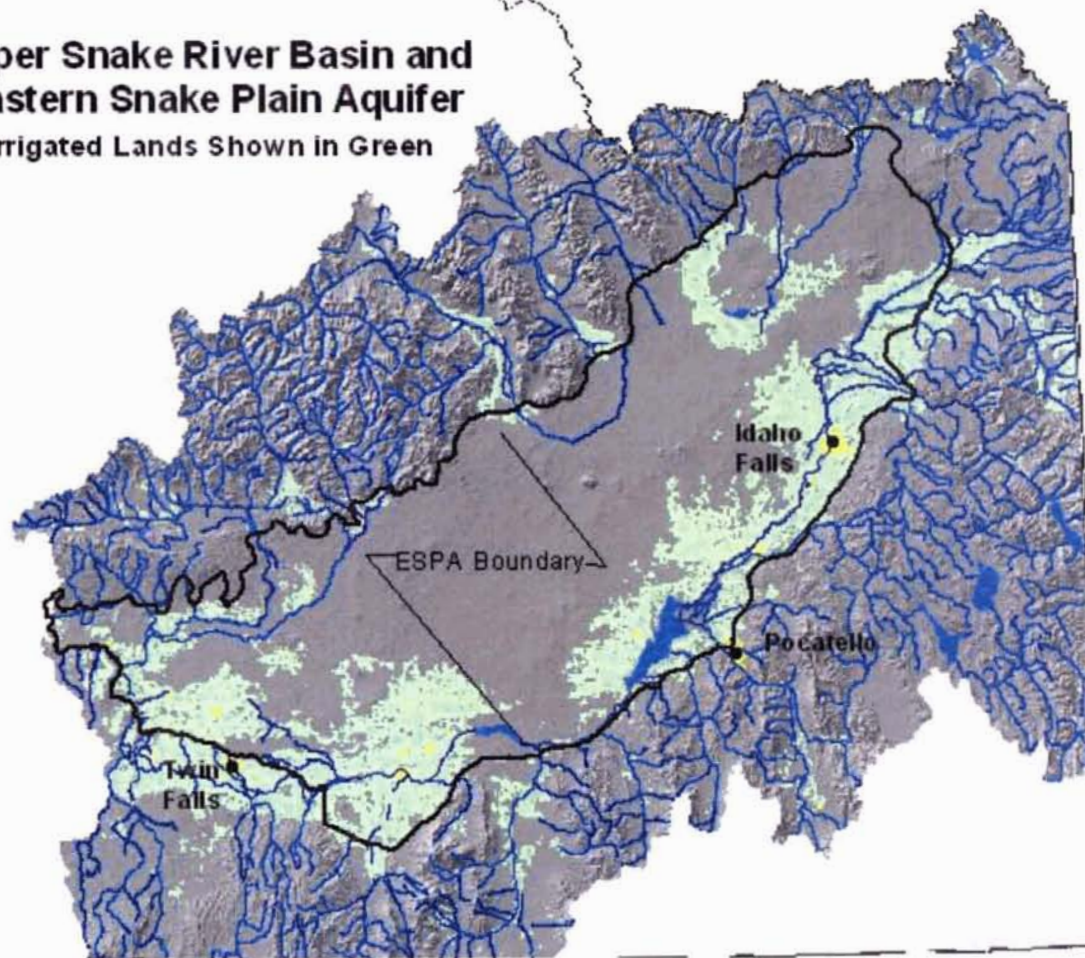 per Snake River Basin and
astern Snake Plain Aquifer
rrigated Lands Shown in Green
Idaho
Falls
ESPA Boundary
Pocatello
Twin
Falls